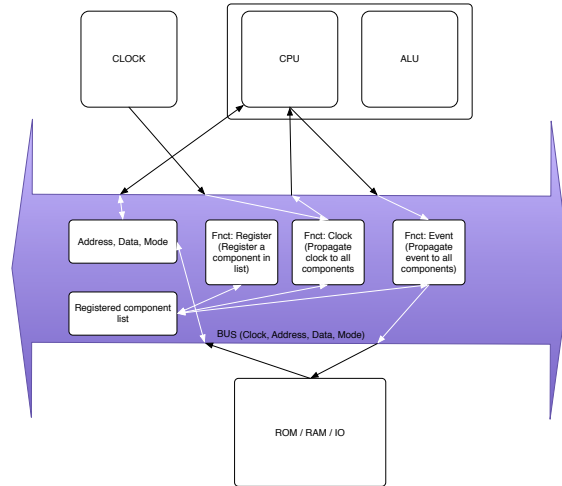 CLOCK
CPU
ALU
Address, Data, Mode
Fnct: Register
(Register a
component in
list)
Fnct: Clock
(Propagate
clock to all
components
Fnct: Event
(Propagate
event to all
components)
Registered component
list
BUS (Clock, Address, Data, Mode)
ROM / RAM / IO